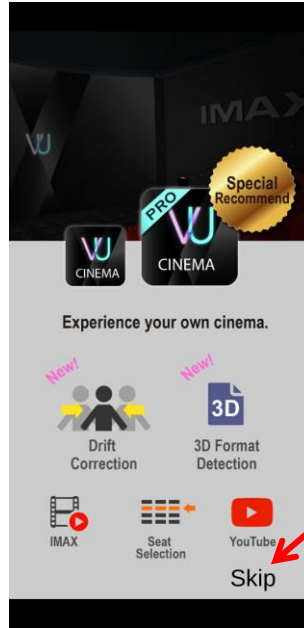 IMAX
VU
Special
Recommend
PRO
VU
CINEMA
VU
CINEMA
Experience your own cinema.
New!
New!
3D
Drift
Correction
3D Format
Detection
IMAX
Seat
Selection
YouTube
Skip